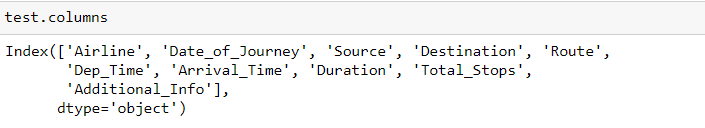 test.columns
Index(['Airline', 'Date_of_Journey', 'Source', 'Destination', 'Route',
       'Dep_Time', 'Arrival_Time', 'Duration', 'Total_Stops',
       'Additional_Info'],
      dtype='object')